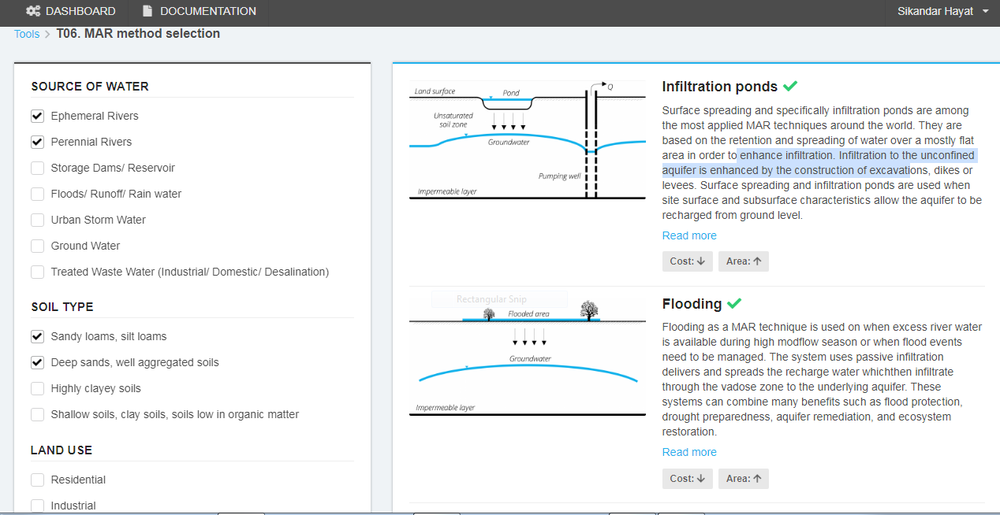 DASHBOARD DOCUMENTATION Sikandar Hayat
Tools > T06. MAR method selection
SOURCE OF WATER
Ephemeral Rivers
Perennial Rivers
Storage Dams/ Reservoir
Floods/ Runoff/ Rain water
Urban Storm Water
Ground Water
Treated Waste Water (Industrial/ Domestic/ Desalination)
SOIL TYPE
Sandy loams, silt loams
Deep sands, well aggregated soils
Highly clayey soils
Shallow soils, clay soils, soils low in organic matter
LAND USE
Residential
Industrial
Land surface
Pond
Q
Unsaturated
soil zone
Groundwater
Pumping well
Impermeable layer
Infiltration ponds
Surface spreading and specifically infiltration ponds are among
the most applied MAR techniques around the world. They are
based on the retention and spreading of water over a mostly flat
area in order to enhance infiltration. Infiltration to the unconfined
aquifer is enhanced by the construction of excavations, dikes or
levees. Surface spreading and infiltration ponds are used when
site surface and subsurface characteristics allow the aquifer to be
recharged from ground level.
Read more
Cost: ↓ Area: ↑
Rectangular Snip
Flooded area
Groundwater
Impermeable layer
Flooding
Flooding as a MAR technique is used on when excess river water
is available during high modflow season or when flood events
need to be managed. The system uses passive infiltration
delivers and spreads the recharge water whichthen infiltrate
through the vadose zone to the underlying aquifer. These
systems can combine many benefits such as flood protection,
drought preparedness, aquifer remediation, and ecosystem
restoration.
Read more
Cost: ↓ Area: ↑